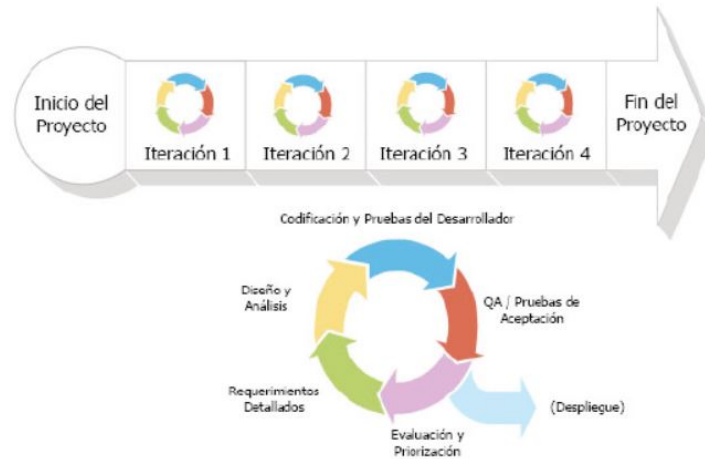 Inicio del
Proyecto
Iteración 1
Iteración 2
Iteración 3
Iteración 4
Fin del
Proyecto
Codificación y Pruebas del Desarrollador
Diseño y
Análisis
QA / Pruebas de
Aceptación
Requerimientos
Detallados
(Despliegue)
Evaluación y
Priorización